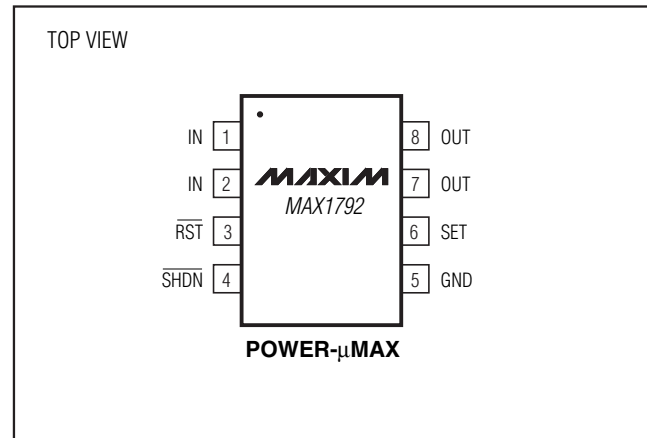 TOP VIEW
IN 1
IN 2
RST 3
SHDN 4
MAXIM
MAX1792
8 OUT
7 OUT
6 SET
5 GND
POWER-μMAX